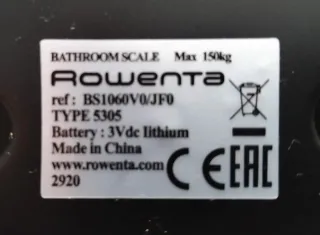 BATHROOM SCALE Max 150kg
Rowenta
ref : BS1060V0/JF0
TYPE 5305
Battery : 3Vdc lithium
Made in China
www.rowenta.com
2920
CE EAC